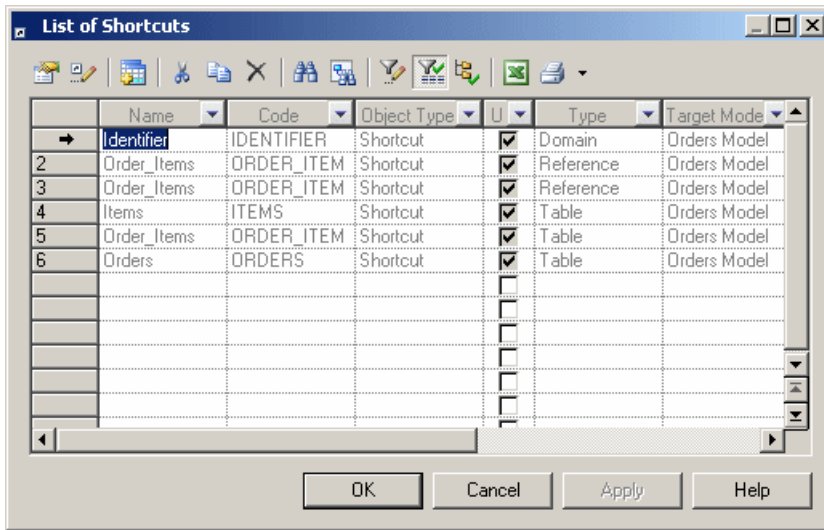 List of Shortcuts
Name Code Object Type U Type Target Mode
Identifier IDENTIFIER Shortcut Domain Orders Model
2 Order_Items ORDER_ITEM Shortcut Reference Orders Model
3 Order_Items ORDER_ITEM Shortcut Reference Orders Model
4 Items ITEMS Shortcut Table Orders Model
5 Order_Items ORDER_ITEM Shortcut Table Orders Model
6 Orders ORDERS Shortcut Table Orders Model
OK Cancel Apply Help